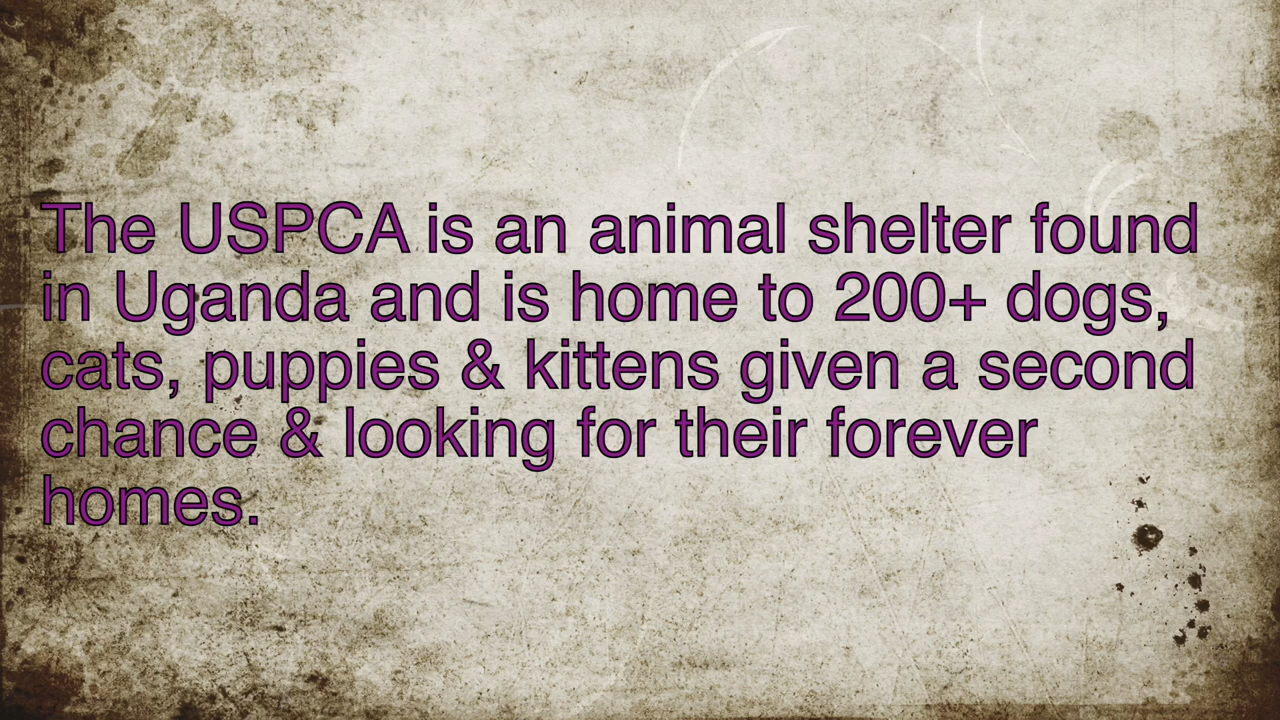 The USPCA is an animal shelter found
in Uganda and is home to 200+ dogs,
cats, puppies & kittens given a second
chance & looking for their forever
homes.